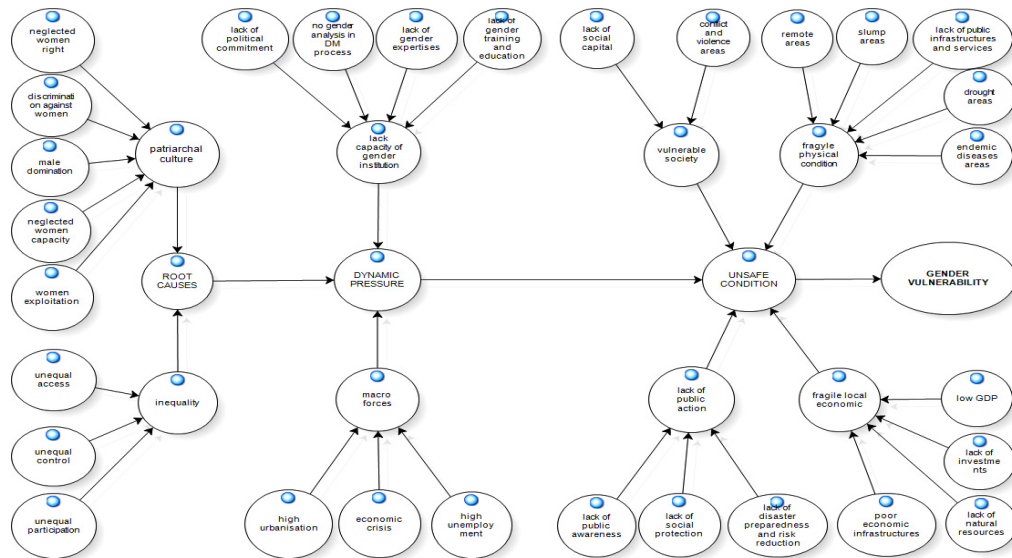 neglected
women
right
discriminati
on against
women
male
domination
neglected
women
capacity
women
exploitation
patriarchal
culture
ROOT
CAUSES
unequal
access
unequal
control
unequal
participation
inequality
lack of
political
commitment
no gender
analysis in
DM
process
lack of
gender
expertises
lack of
gender
training
and
education
lack
capacity of
gender
institution
DYNAMIC
PRESSURE
macro
forces
high
urbanisation
economic
crisis
high
unemploy
ment
lack of
social
capital
conflict
and
violence
areas
vulnerable
society
remote
areas
slump
areas
lack of public
infrastructures
and services
drought
areas
endemic
diseases
areas
fragyle
physical
condition
UNSAFE
CONDITION
GENDER
VULNERABILITY
lack of
public
action
lack of
public
awareness
lack of
social
protection
lack of
disaster
preparedness
and risk
reduction
fragile local
economic
low GDP
lack of
investme
nts
lack of
natural
resources
poor
economic
infrastructures